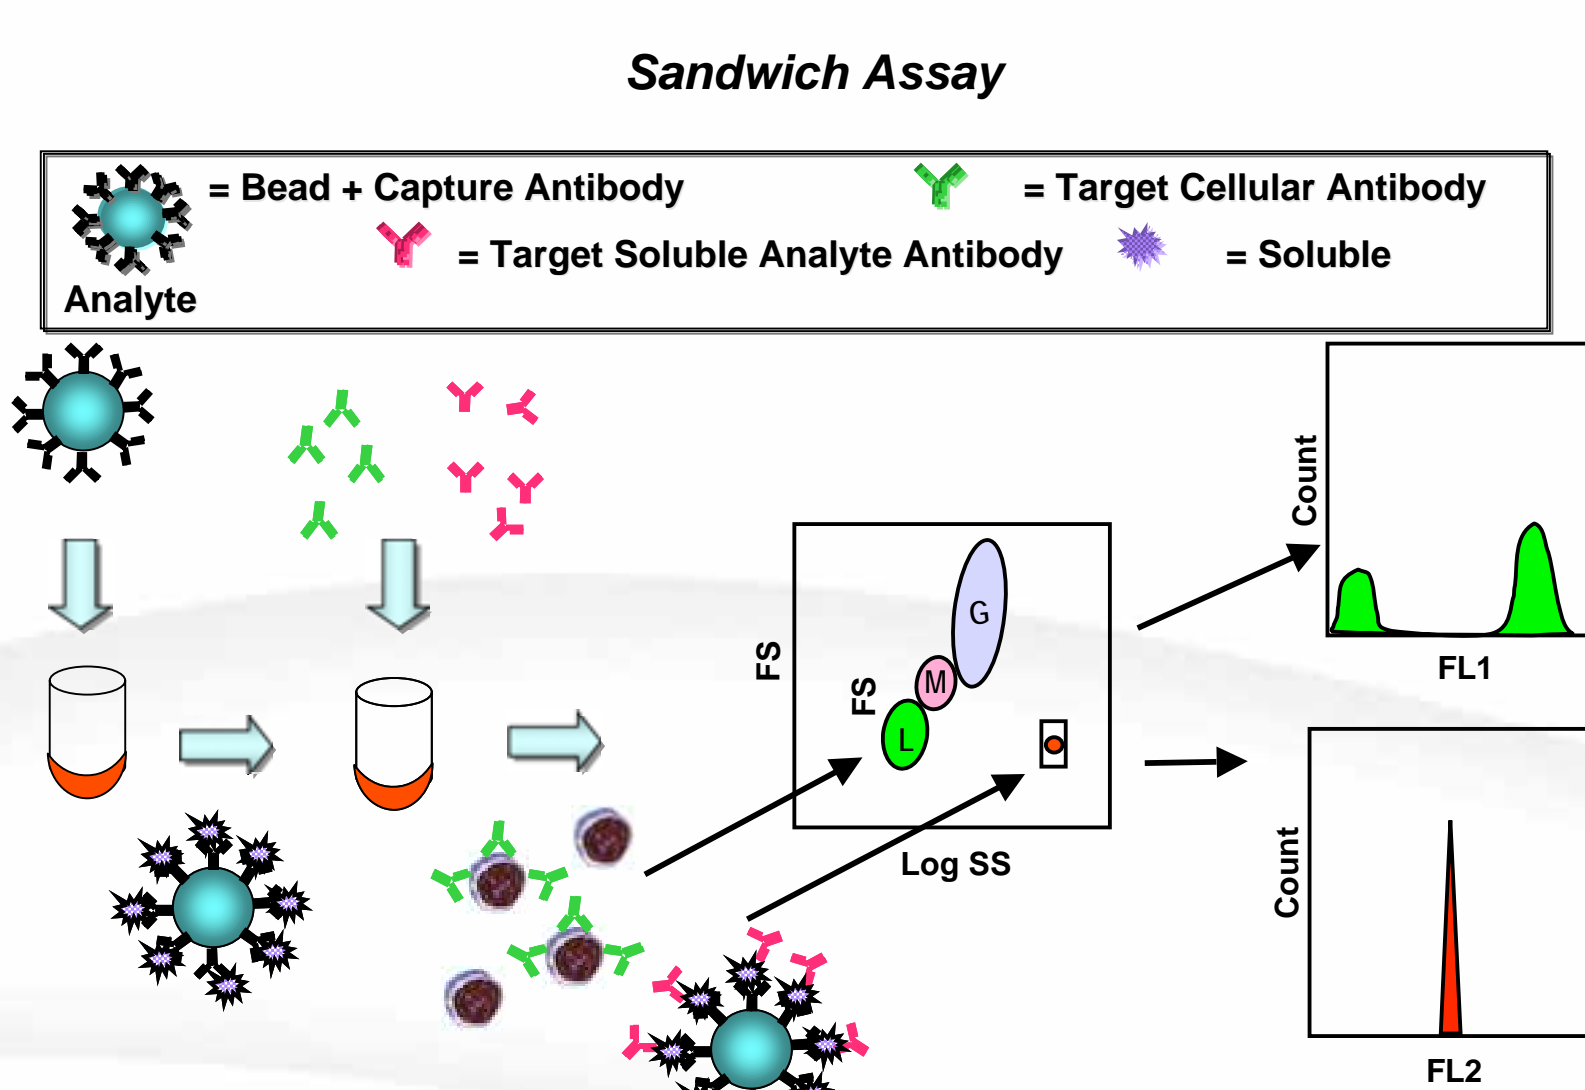 Sandwich Assay
= Bead + Capture Antibody = Target Cellular Antibody
= Target Soluble Analyte Antibody = Soluble
Analyte
Count
FL1
FS
FS
G
M
L
Log SS
Count
FL2